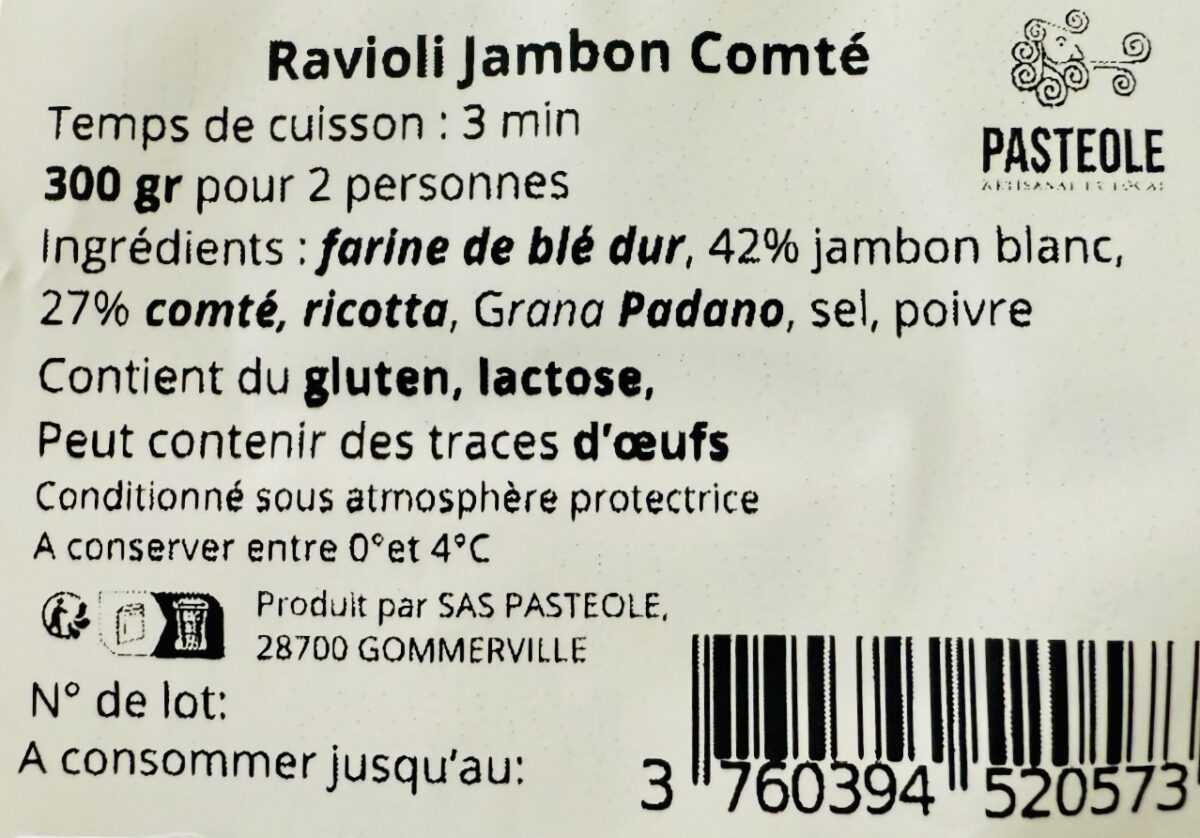 Ravioli Jambon Comté
PASTEOLE
ARTISANAL ET LOCAL
Temps de cuisson : 3 min
300 gr pour 2 personnes
Ingrédients : farine de blé dur, 42% jambon blanc,
27% comté, ricotta, Grana Padano, sel, poivre
Contient du gluten, lactose,
Peut contenir des traces d'œufs
Conditionné sous atmosphère protectrice
A conserver entre 0°et 4°C
Produit par SAS PASTEOLE,
28700 GOMMERVILLE
N° de lot:
A consommer jusqu'au:
3 760394 520573